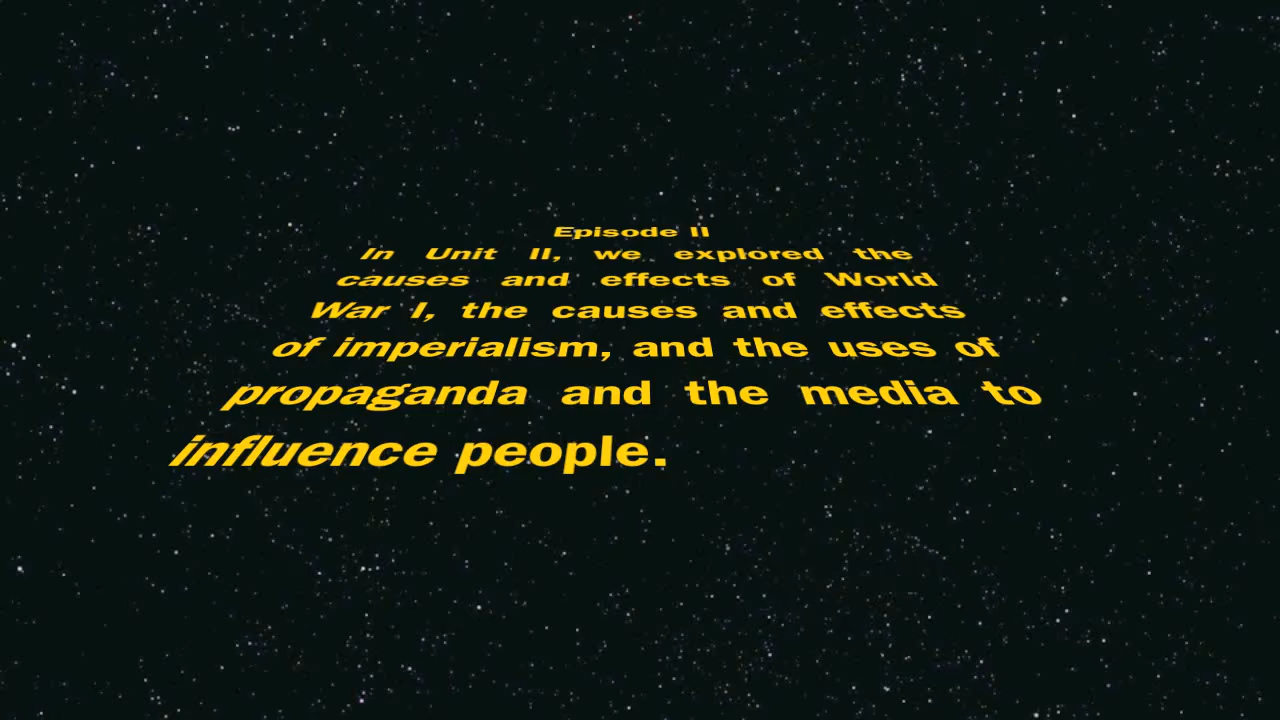 Episode II
In Unit II, we explored the
causes and effects of World
War I, the causes and effects
of imperialism, and the uses of
propaganda and the media to
influence people.